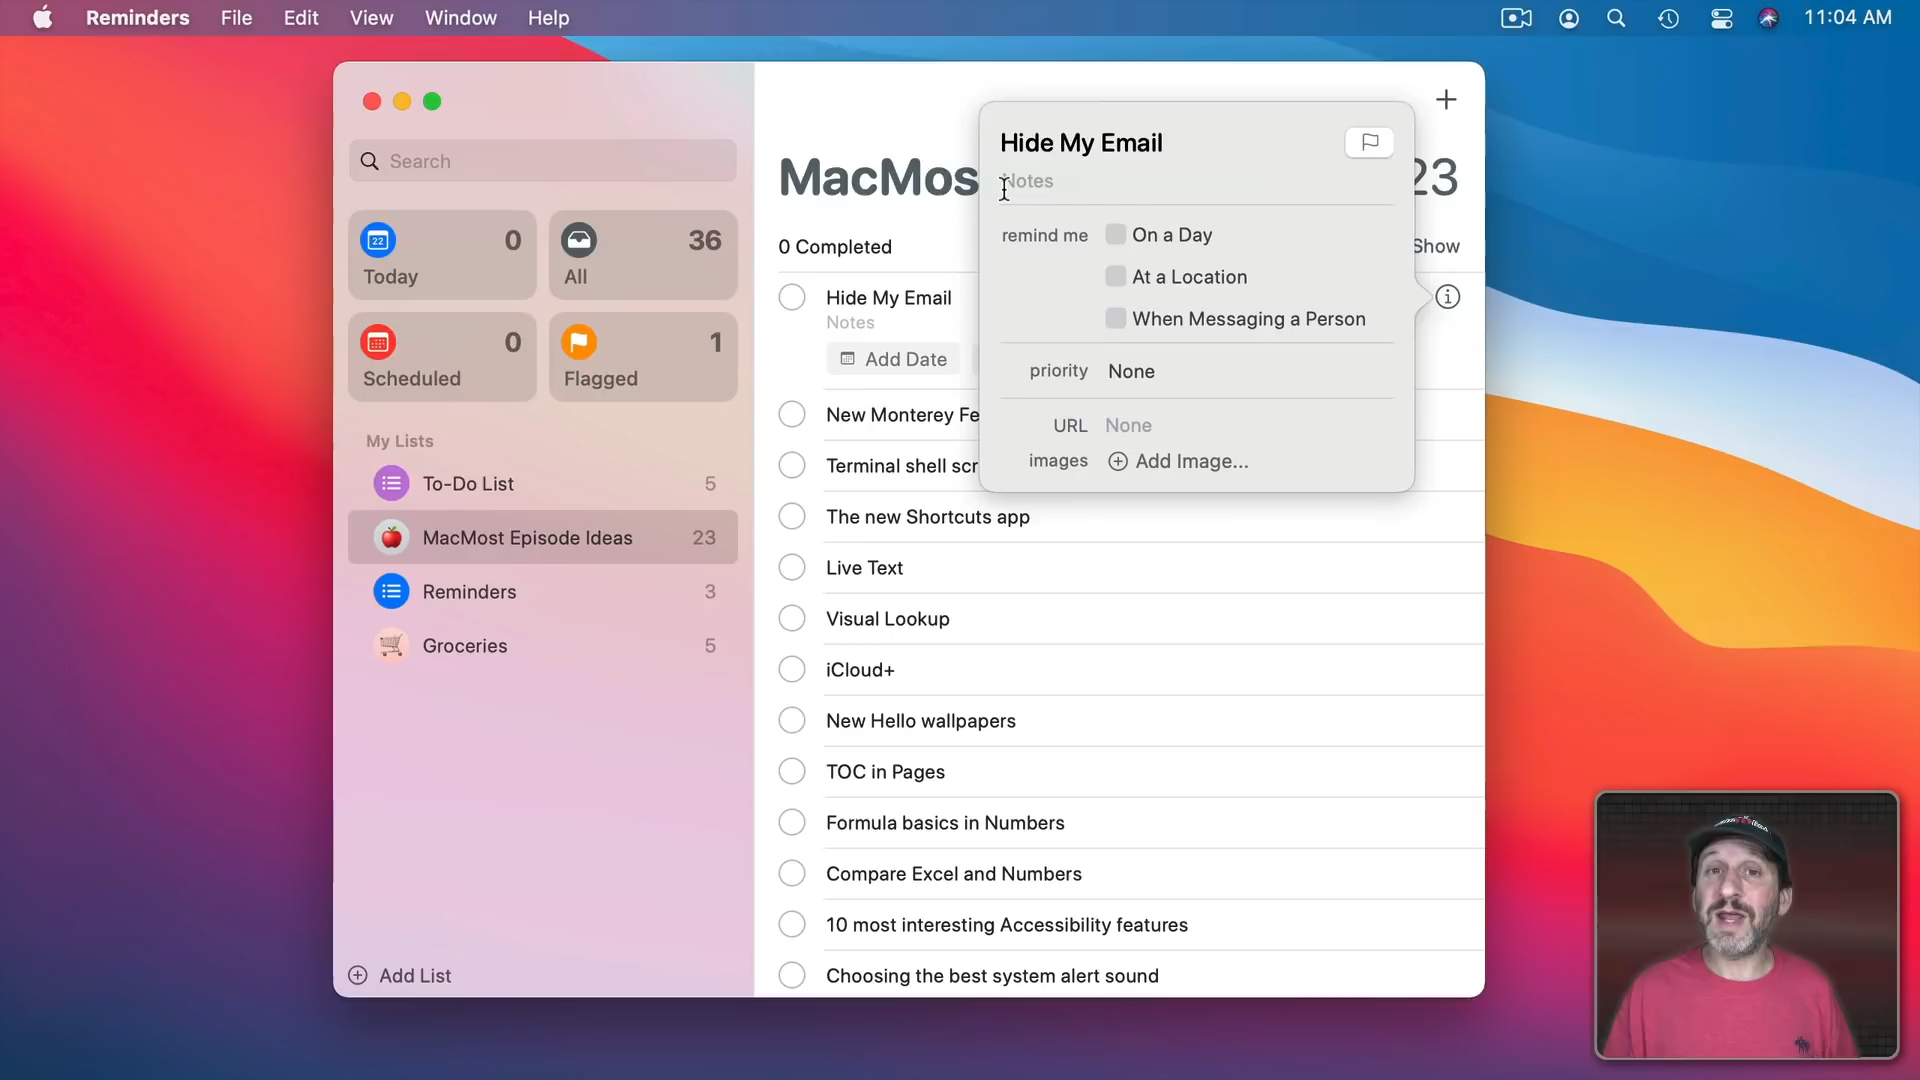 Reminders File Edit View Window Help 11:04 AM
Search
22 0
Today
36
All
0
Scheduled
1
Flagged
My Lists
To-Do List 5
MacMost Episode Ideas 23
Reminders 3
Groceries 5
Add List
MacMos 23
0 Completed Show
Hide My Email
Notes
Add Date
New Monterey Fe
Terminal shell scr
The new Shortcuts app
Live Text
Visual Lookup
iCloud+
New Hello wallpapers
TOC in Pages
Formula basics in Numbers
Compare Excel and Numbers
10 most interesting Accessibility features
Choosing the best system alert sound
Hide My Email
Notes
remind me On a Day
At a Location
When Messaging a Person
priority None
URL None
images Add Image...